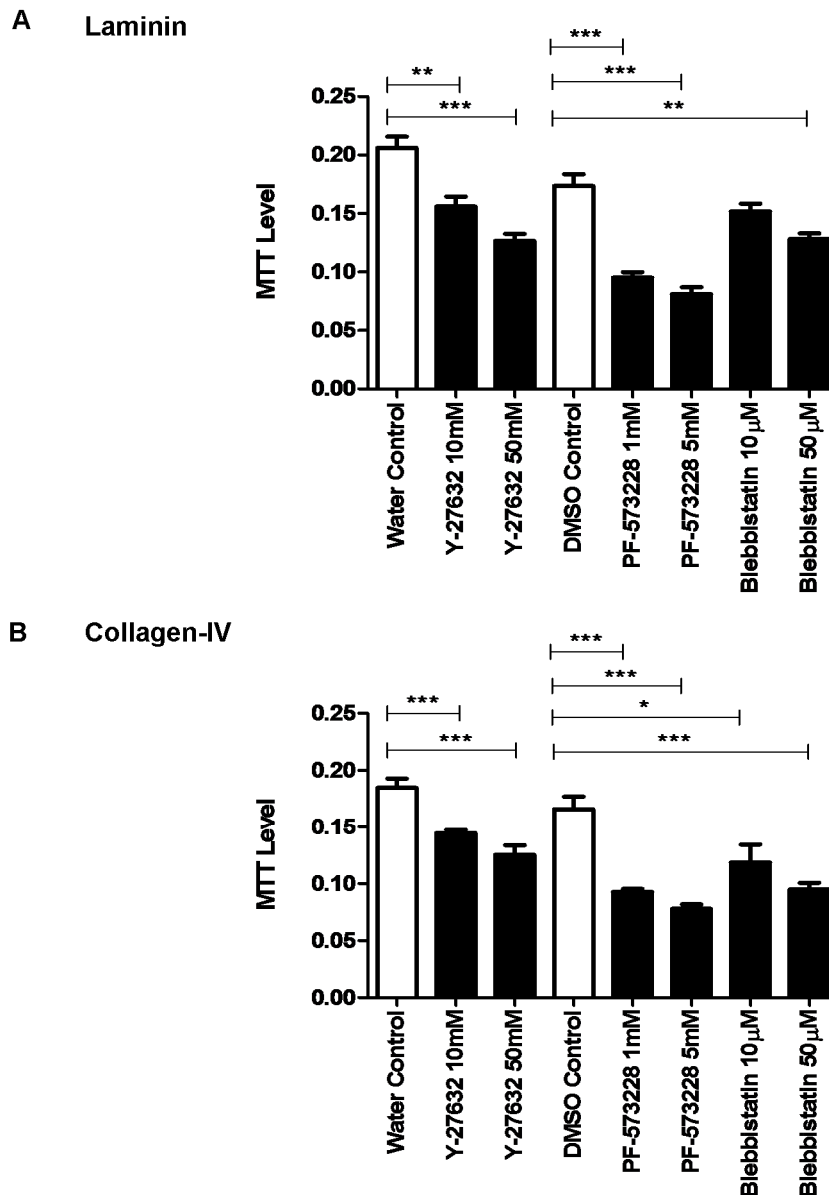 A Laminin
***
** ***
*** **
0.25
0.20
0.15
0.10
0.05
0.00
MTT Level
Water Control
Y-27632 10mM
Y-27632 50mM
DMSO Control
PF-573228 1mM
PF-573228 5mM
Blebbistatin 10µM
Blebbistatin 50µM
B Collagen-IV
***
***
*** *
*** ***
0.25
0.20
0.15
0.10
0.05
0.00
MTT Level
Water Control
Y-27632 10mM
Y-27632 50mM
DMSO Control
PF-573228 1mM
PF-573228 5mM
Blebbistatin 10µM
Blebbistatin 50µM